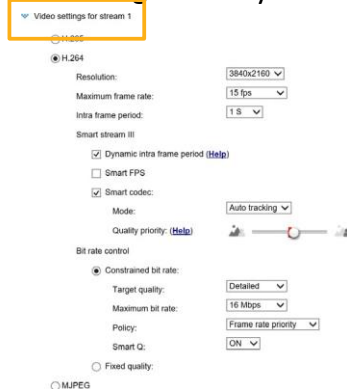 Video settings for stream 1
H.264
Resolution: 3840x2160
Maximum frame rate: 15 fps
Intra frame period: 1 S
Smart stream III
Dynamic intra frame period (Help)
Smart FPS
Smart codec:
Mode: Auto tracking
Quality priority: (Help)
Bit rate control
Constrained bit rate:
Target quality: Detailed
Maximum bit rate: 16 Mbps
Policy: Frame rate priority
Smart Q: ON
Fixed quality:
MJPEG